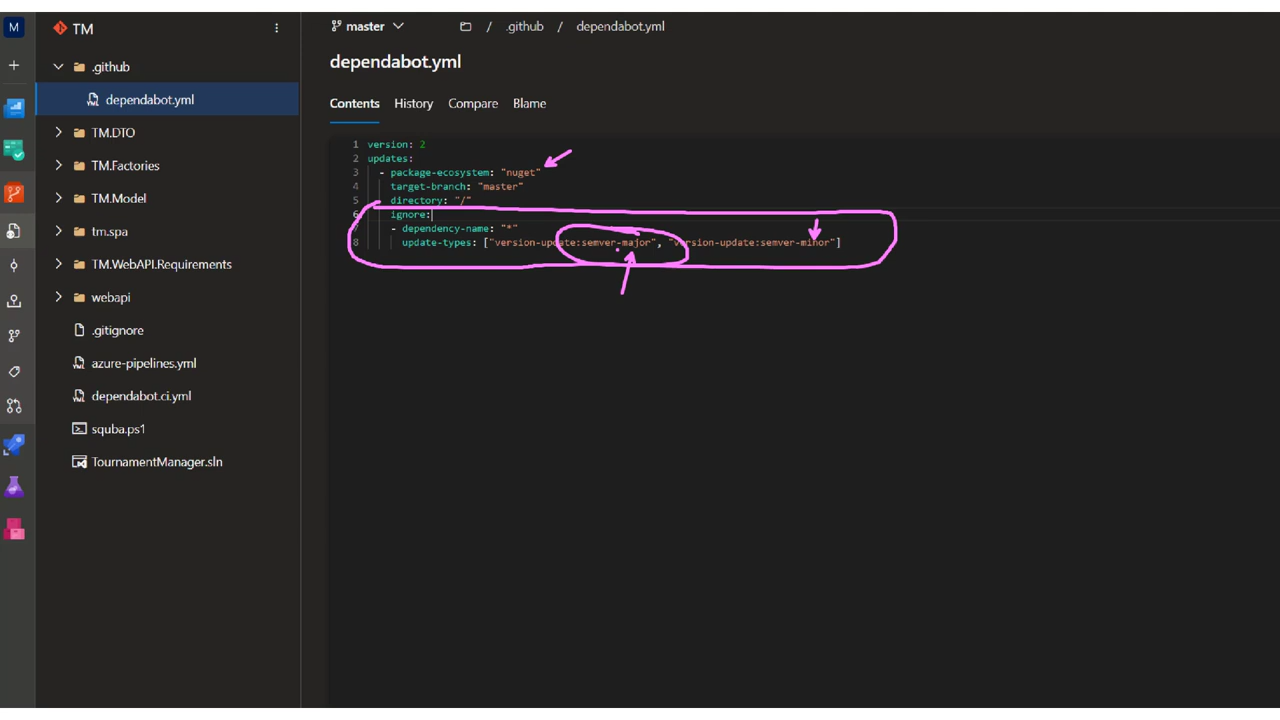 M
TM
.github
dependabot.yml
TM.DTO
TM.Factories
TM.Model
tm.spa
TM.WebAPI.Requirements
webapi
.gitignore
azure-pipelines.yml
dependabot.ci.yml
squba.ps1
TournamentManager.sln
master / .github / dependabot.yml
dependabot.yml
Contents History Compare Blame
1 version: 2
2 updates:
3 - package-ecosystem: "nuget"
4 target-branch: "master"
5 directory: "/"
6 ignore:
- dependency-name: "*"
8 update-types: ["version-update:semver-major", "version-update:semver-minor"]